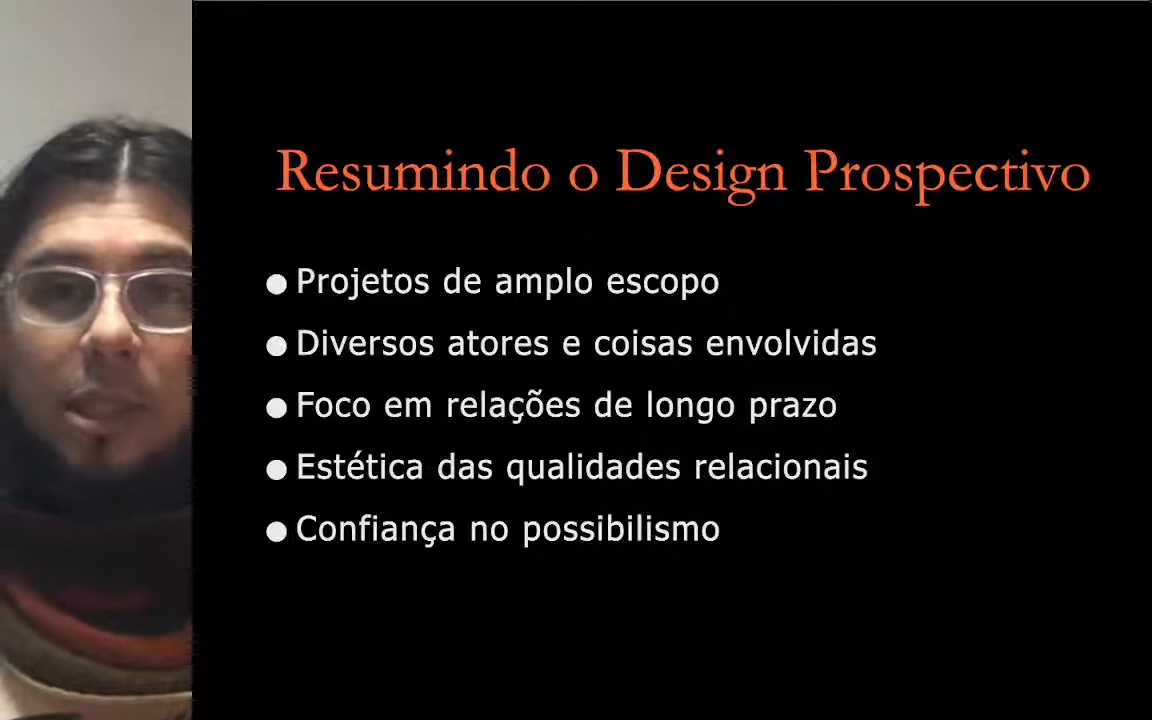 Resumindo o Design Prospectivo
● Projetos de amplo escopo
● Diversos atores e coisas envolvidas
● Foco em relações de longo prazo
● Estética das qualidades relacionais
● Confiança no possibilismo